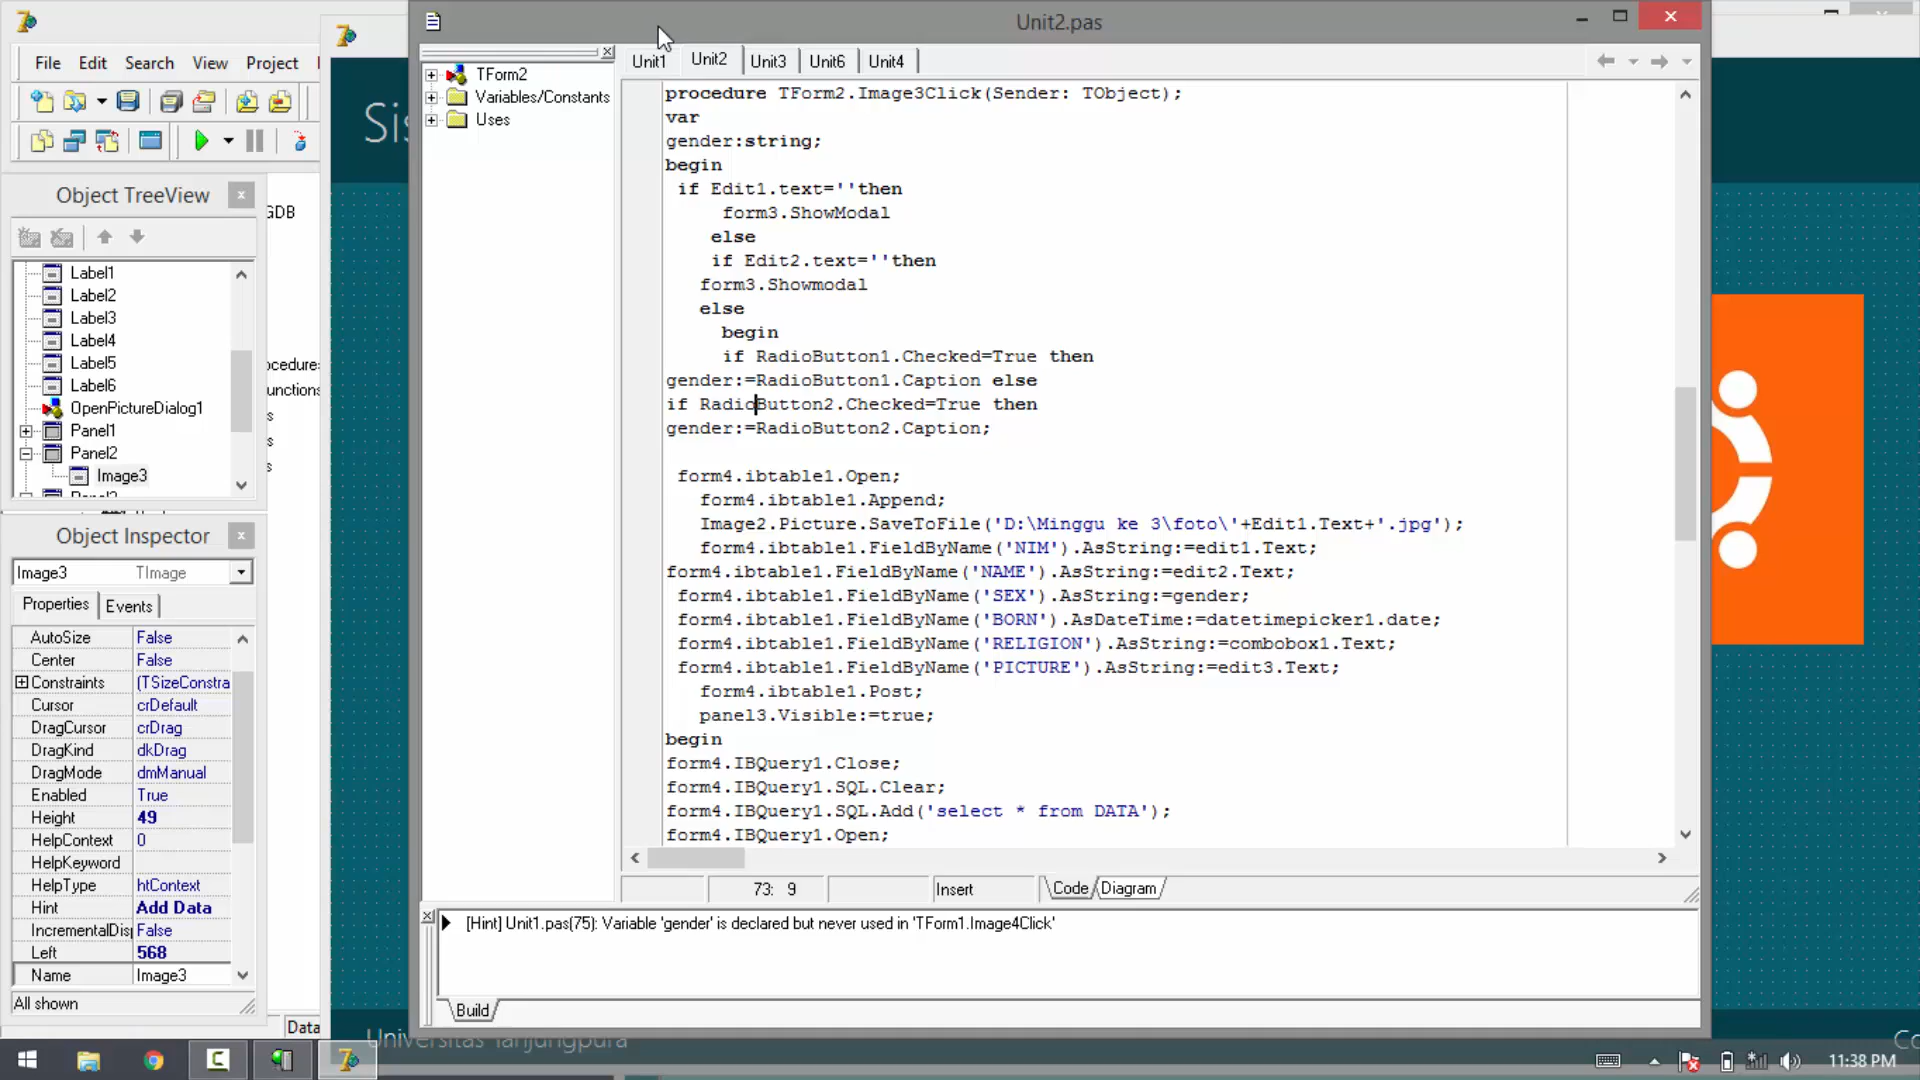 Unit2.pas
File Edit Search View Project
Unit1 Unit2 Unit3 Unit6 Unit4
TForm2
Variables/Constants
Uses
Object TreeView
GDB
Label1
Label2
Label3
Label4
Label5
Label6
OpenPictureDialog1
Panel1
Panel2
Image3
Object Inspector
Image3 TImage
Properties Events
AutoSize False
Center False
Constraints (TSizeConstra
Cursor crDefault
DragCursor crDrag
DragKind dkDrag
DragMode dmManual
Enabled True
Height 49
HelpContext 0
HelpKeyword
HelpType htContext
Hint Add Data
IncrementalDisp False
Left 568
Name Image3
All shown
Data
procedure TForm2.Image3Click(Sender: TObject);
var
gender:string;
begin
if Edit1.text=''then
form3.ShowModal
else
if Edit2.text=''then
form3.Showmodal
else
begin
if RadioButton1.Checked=True then
gender:=RadioButton1.Caption else
if RadioButton2.Checked=True then
gender:=RadioButton2.Caption;
form4.ibtable1.Open;
form4.ibtable1.Append;
Image2.Picture.SaveToFile('D:\Minggu ke 3\foto\'+Edit1.Text+'.jpg');
form4.ibtable1.FieldByName('NIM').AsString:=edit1.Text;
form4.ibtable1.FieldByName('NAME').AsString:=edit2.Text;
form4.ibtable1.FieldByName('SEX').AsString:=gender;
form4.ibtable1.FieldByName('BORN').AsDateTime:=datetimepicker1.date;
form4.ibtable1.FieldByName('RELIGION').AsString:=combobox1.Text;
form4.ibtable1.FieldByName('PICTURE').AsString:=edit3.Text;
form4.ibtable1.Post;
panel3.Visible:=true;
begin
form4.IBQuery1.Close;
form4.IBQuery1.SQL.Clear;
form4.IBQuery1.SQL.Add('select * from DATA');
form4.IBQuery1.Open;
73: 9 Insert Code Diagram
[Hint] Unit1.pas(75): Variable 'gender' is declared but never used in 'TForm1.Image4Click'
Build
Universitas Tanjungpura
11:38 PM